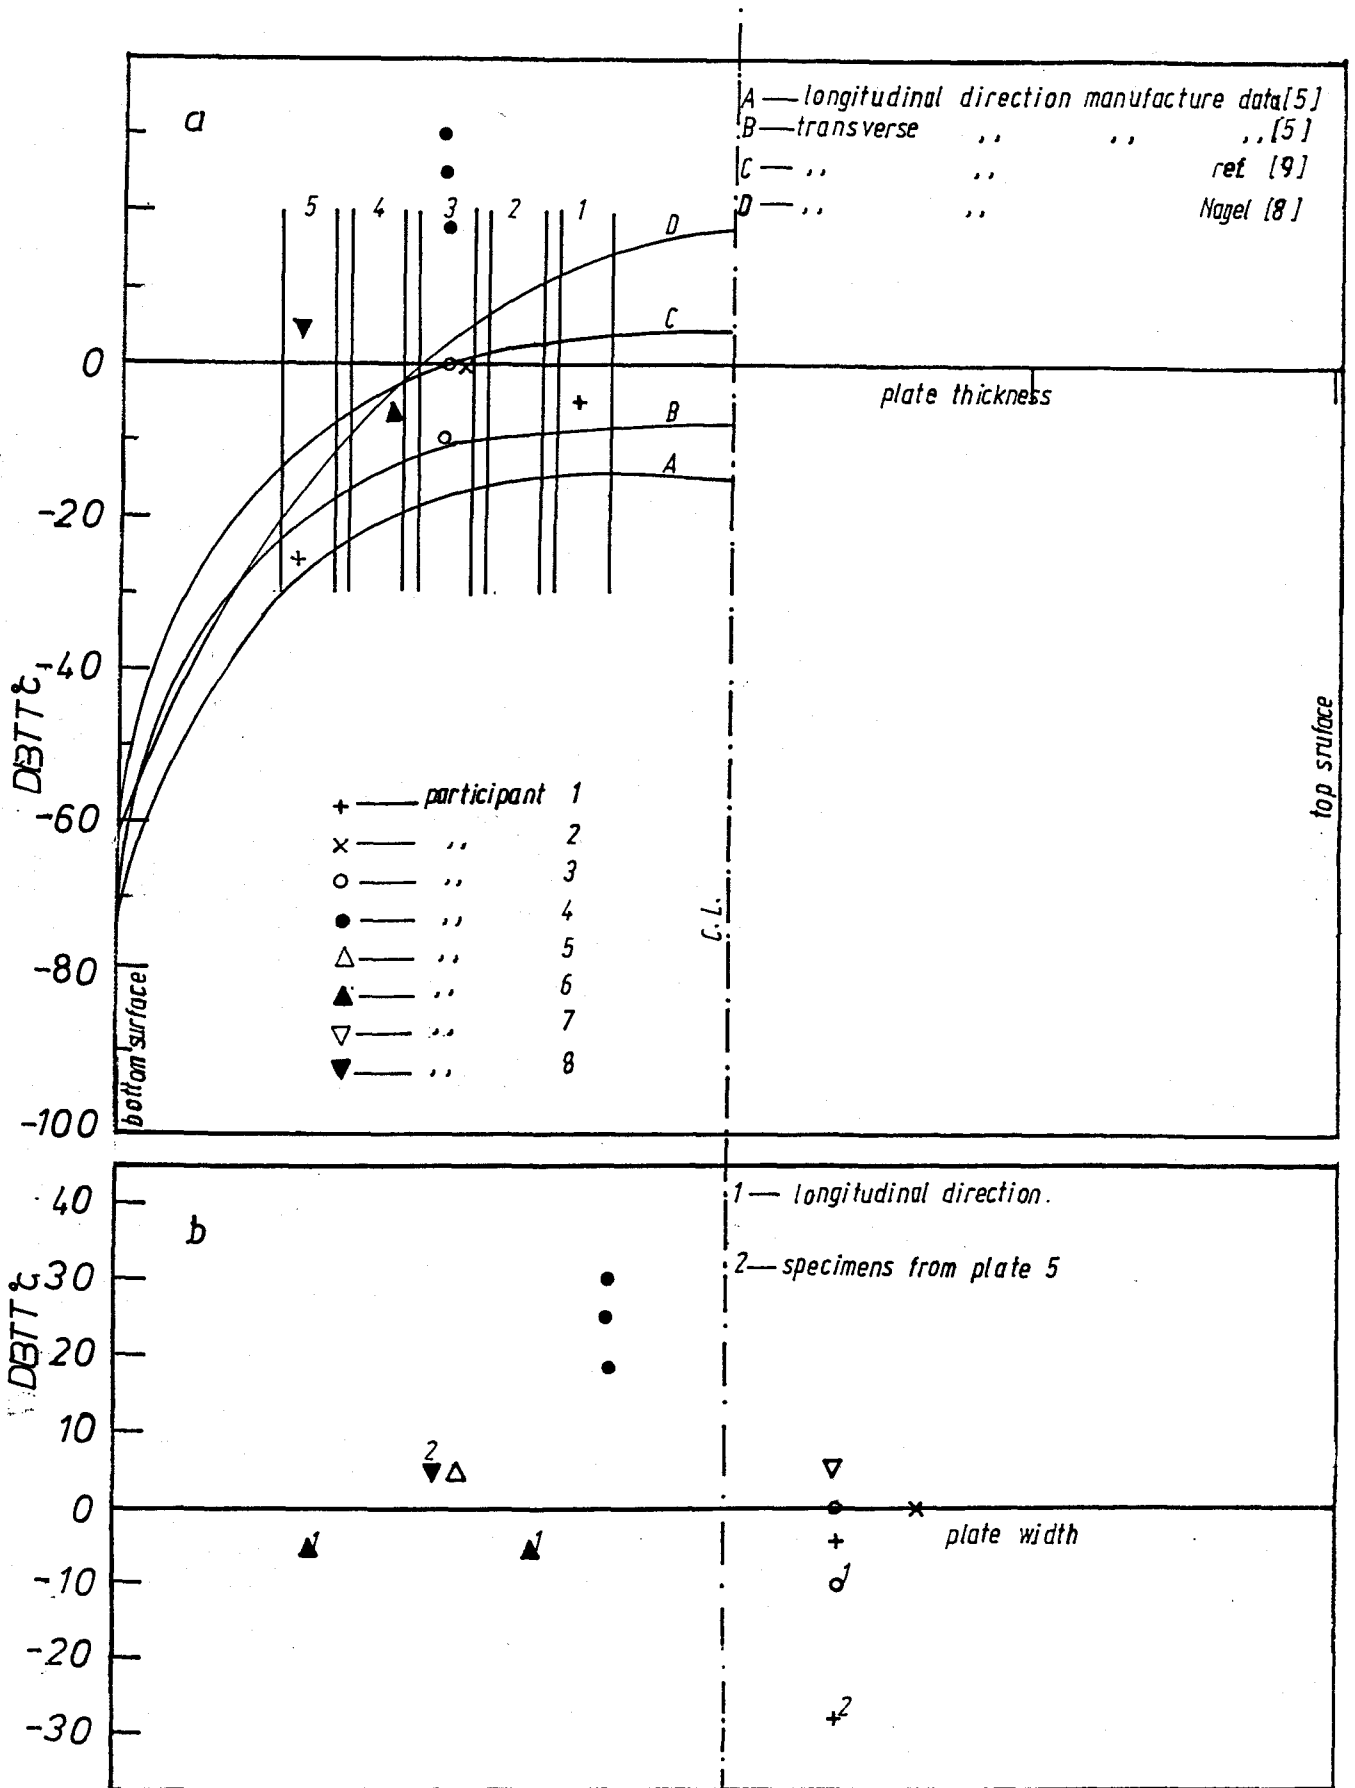 a
A — longitudinal direction manufacture data[5]
B — transverse ,, ,, ,, [5]
C — ,, ,, ref. [9]
D — ,, ,, Nagel [8]
5 4 3 2 1
D
C
B
A
0
-20
-40
-60
-80
-100
DBTT °C
plate thickness
top sruface
bottom surface
C.L.
+ — participant 1
× — ,, 2
○ — ,, 3
● — ,, 4
△ — ,, 5
▲ — ,, 6
▽ — ,, 7
▼ — ,, 8
b
1 — longitudinal direction.
2 — specimens from plate 5
40
30
20
10
0
-10
-20
-30
DBTT °C
2
1
1
1
2
plate width